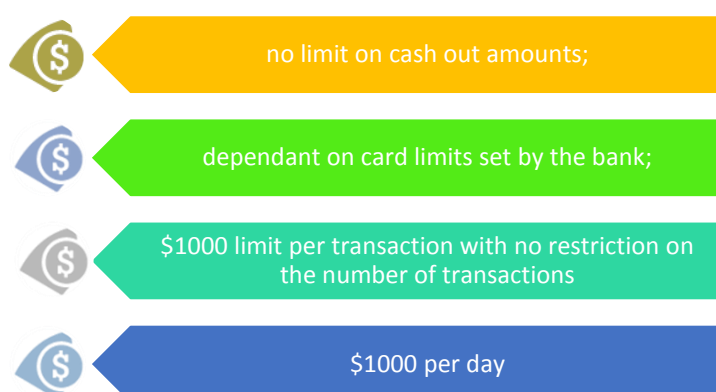 $
no limit on cash out amounts;
$
dependant on card limits set by the bank;
$
$1000 limit per transaction with no restriction on
the number of transactions
$
$1000 per day